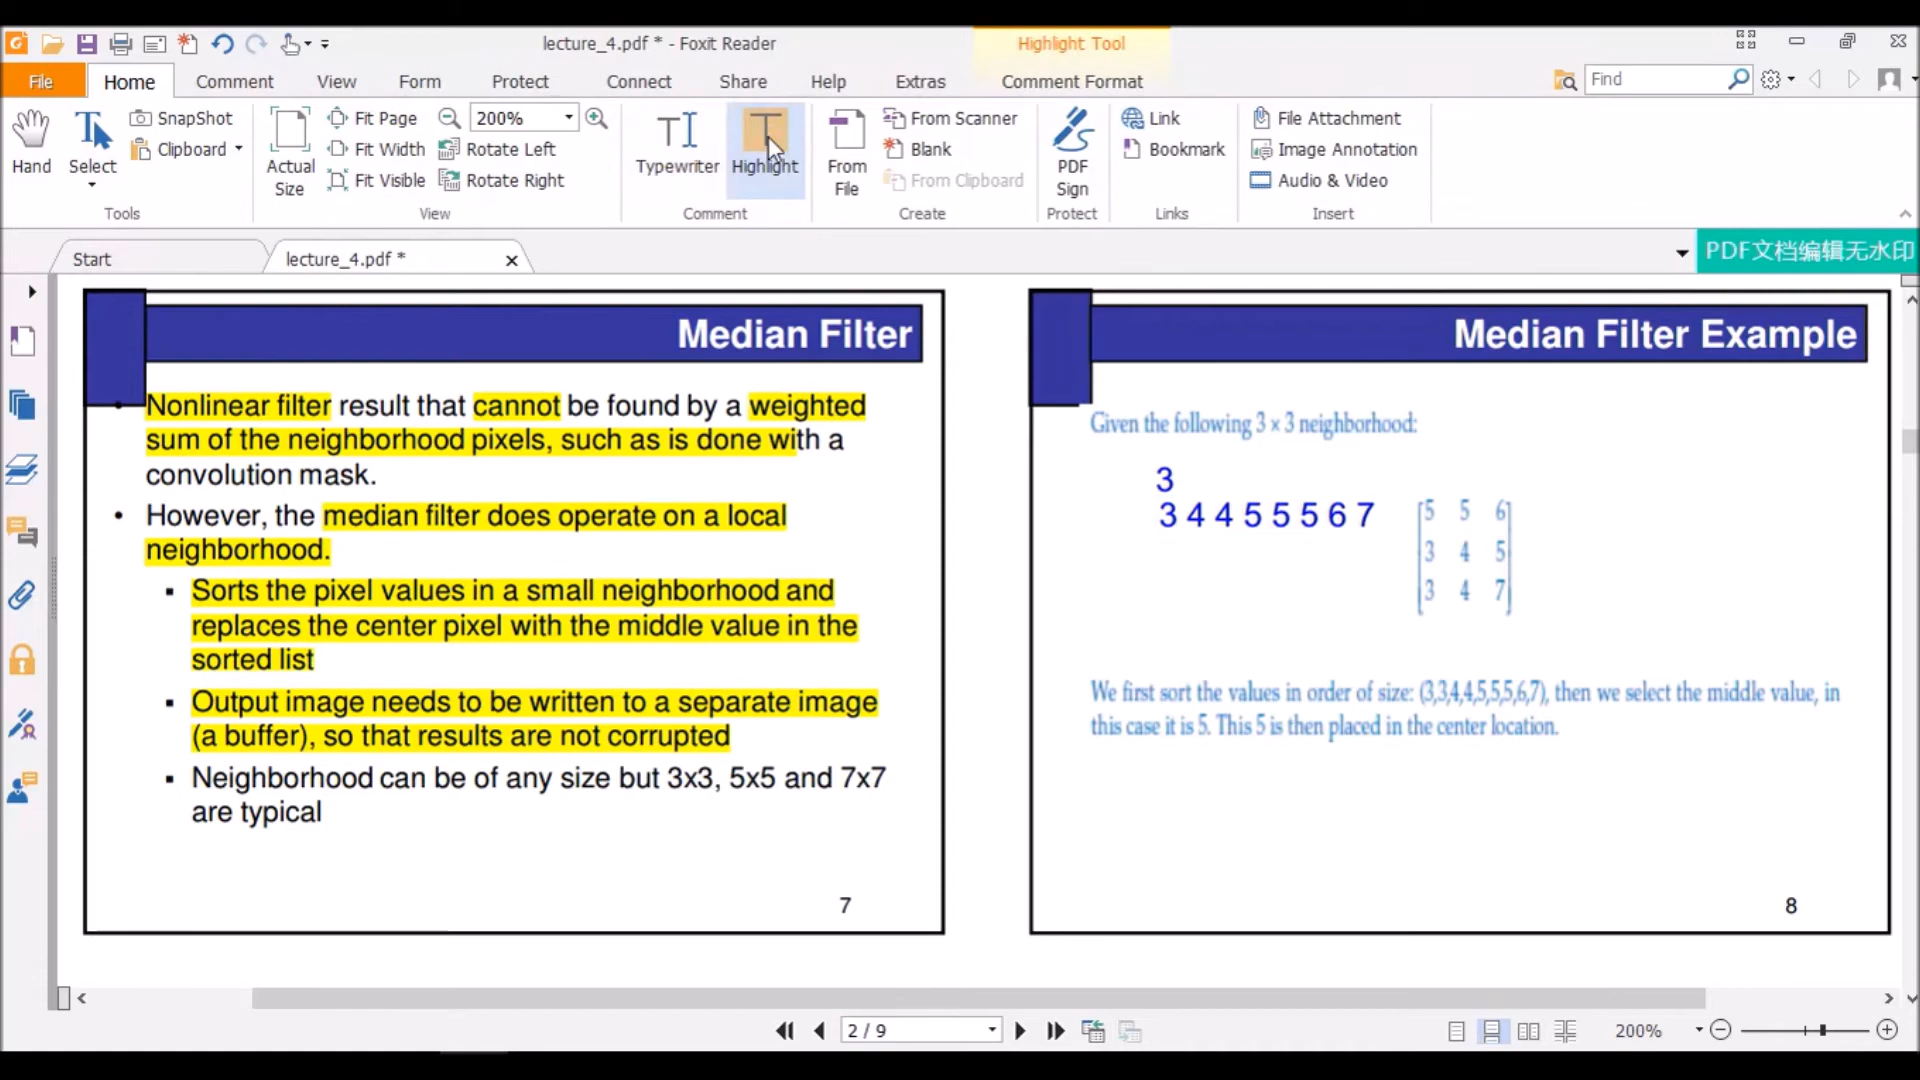 lecture_4.pdf * - Foxit Reader
Highlight Tool
File
Home
Comment
View
Form
Protect
Connect
Share
Help
Extras
Comment Format
Find
Hand
Select
SnapShot
Clipboard
Tools
Actual
Size
Fit Page
Fit Width
Fit Visible
200%
Rotate Left
Rotate Right
View
Typewriter
Highlight
Comment
From
File
From Scanner
Blank
From Clipboard
Create
PDF
Sign
Protect
Link
Bookmark
Links
File Attachment
Image Annotation
Audio & Video
Insert
Start
lecture_4.pdf *
PDF文档编辑无水印
Median Filter
• Nonlinear filter result that cannot be found by a weighted
sum of the neighborhood pixels, such as is done with a
convolution mask.
• However, the median filter does operate on a local
neighborhood.
▪ Sorts the pixel values in a small neighborhood and
replaces the center pixel with the middle value in the
sorted list
▪ Output image needs to be written to a separate image
(a buffer), so that results are not corrupted
▪ Neighborhood can be of any size but 3x3, 5x5 and 7x7
are typical
7
Median Filter Example
Given the following 3 × 3 neighborhood:
3
3 4 4 5 5 5 6 7
5 5 6
3 4 5
3 4 7
We first sort the values in order of size: (3,3,4,4,5,5,5,6,7), then we select the middle value, in
this case it is 5. This 5 is then placed in the center location.
8
2 / 9
200%